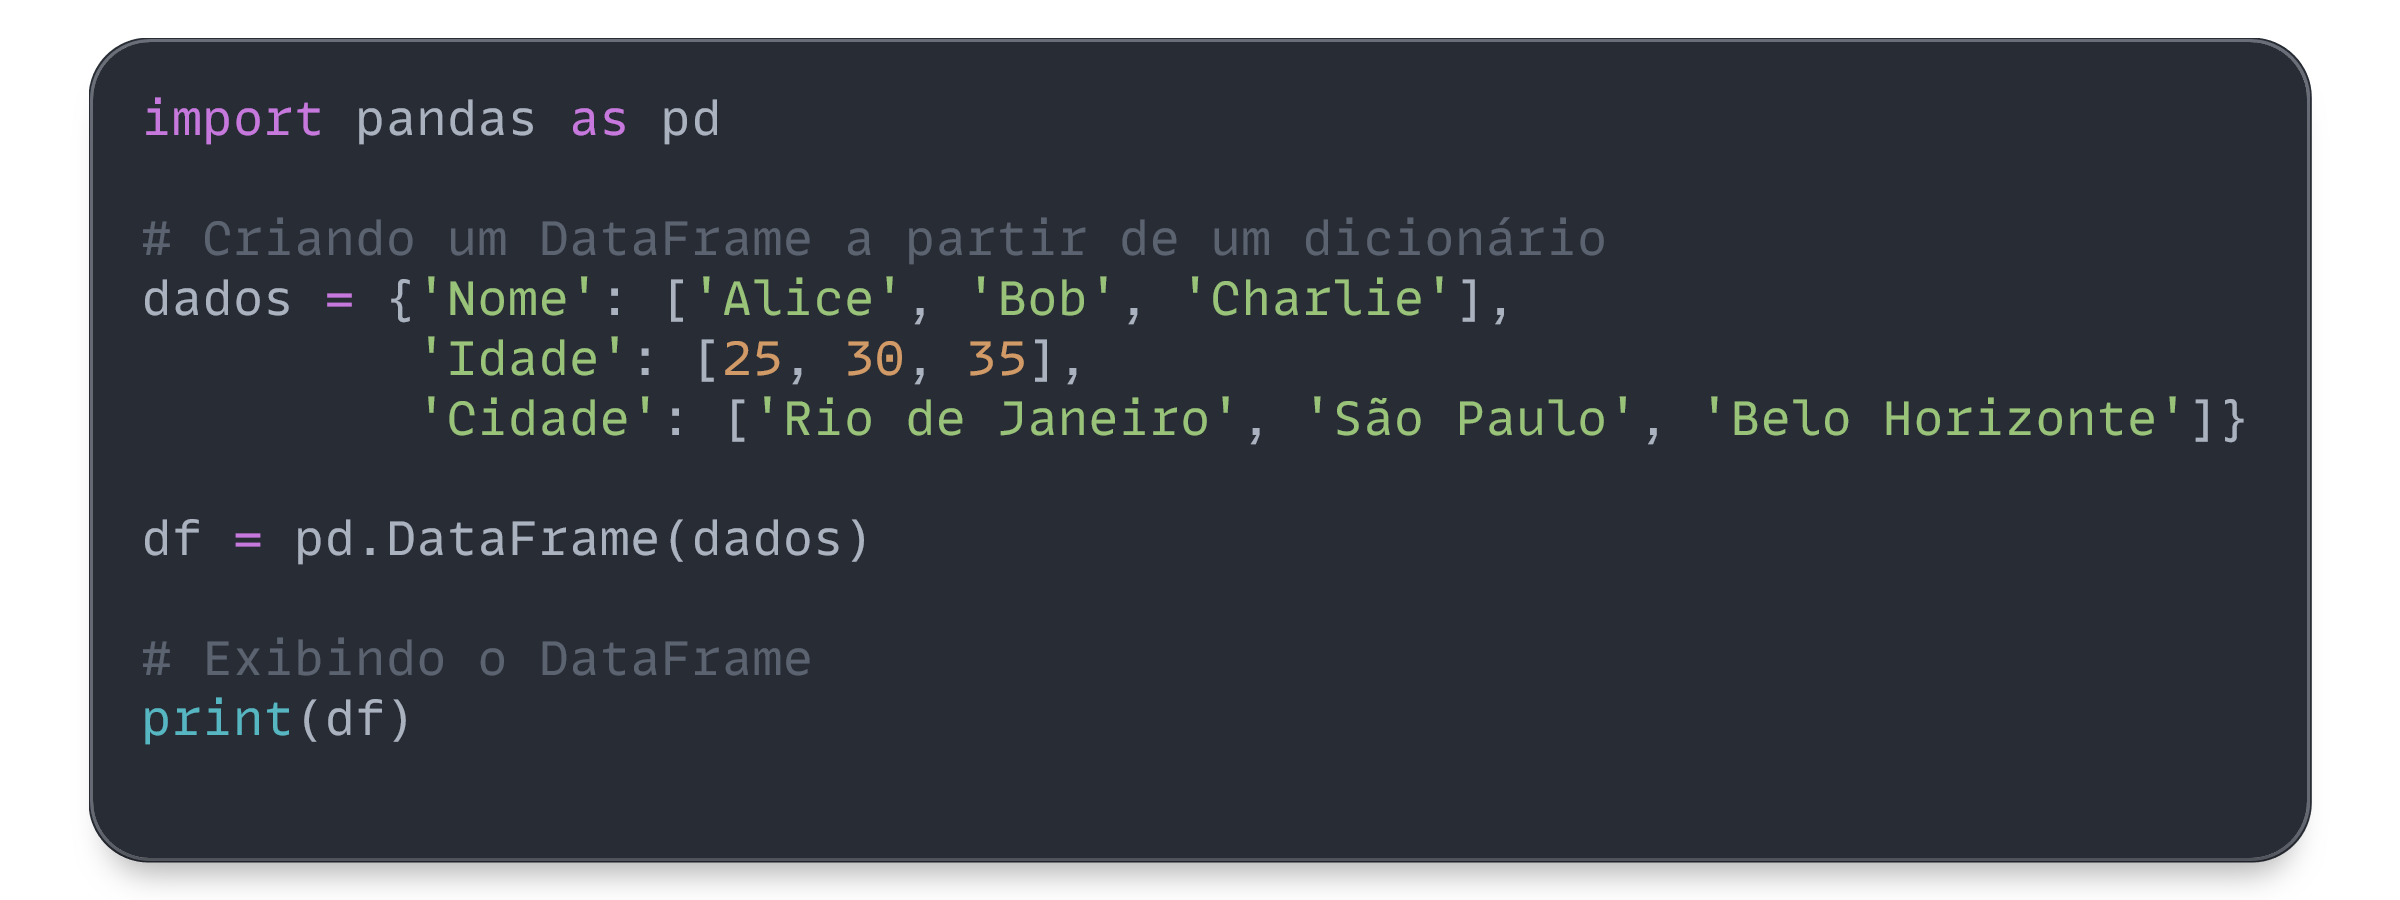 import pandas as pd
# Criando um DataFrame a partir de um dicionário
dados = {'Nome': ['Alice', 'Bob', 'Charlie'],
         'Idade': [25, 30, 35],
         'Cidade': ['Rio de Janeiro', 'São Paulo', 'Belo Horizonte']}
df = pd.DataFrame(dados)
# Exibindo o DataFrame
print(df)